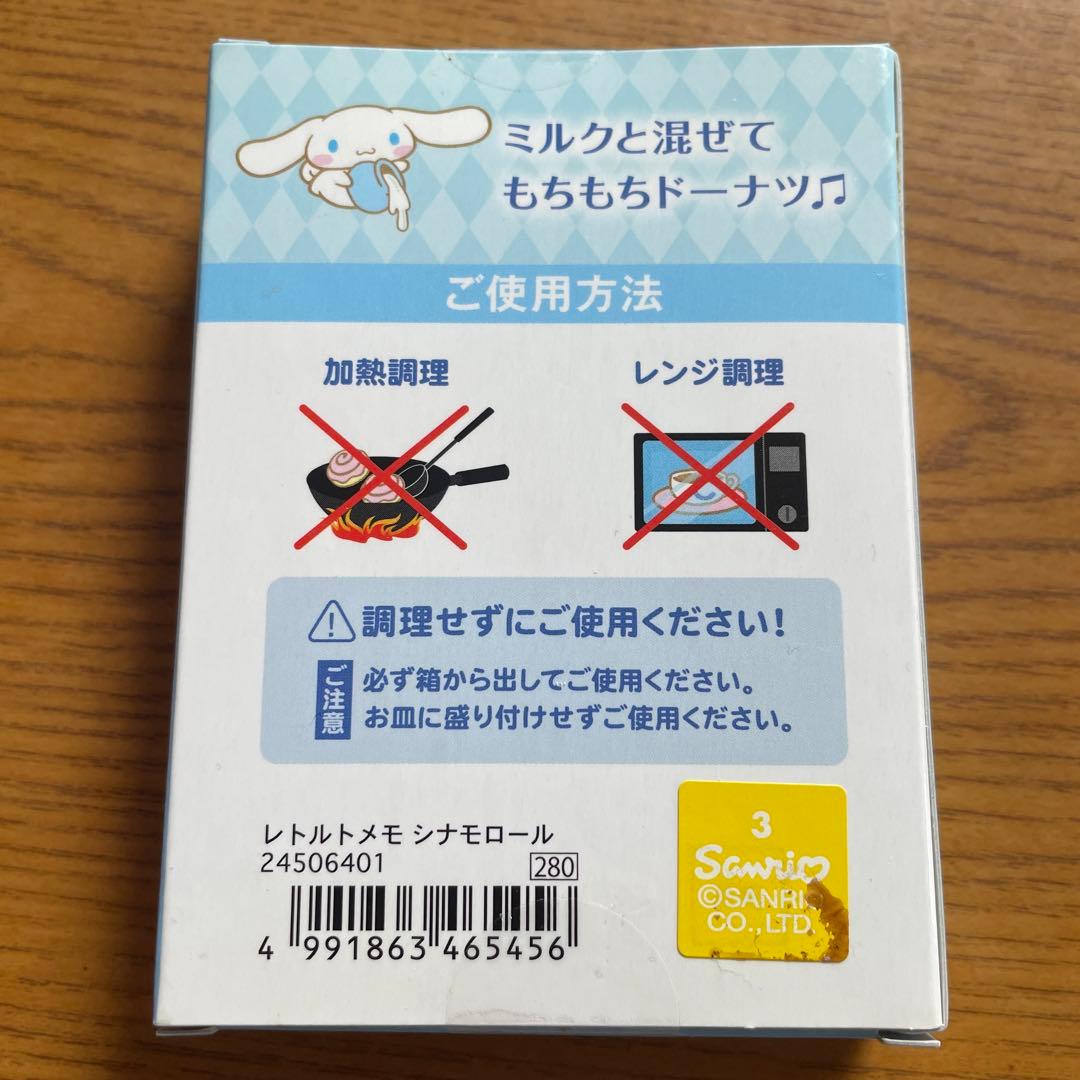 ミルクと混ぜて
もちもちドーナツ♫
ご使用方法
加熱調理
レンジ調理
調理せずにご使用ください!
ご注意
必ず箱から出してご使用ください。
お皿に盛り付けせずご使用ください。
レトルトメモ シナモロール
24506401
280
4 991863 465456
3
Sanrio
©SANRIO
CO.,LTD.